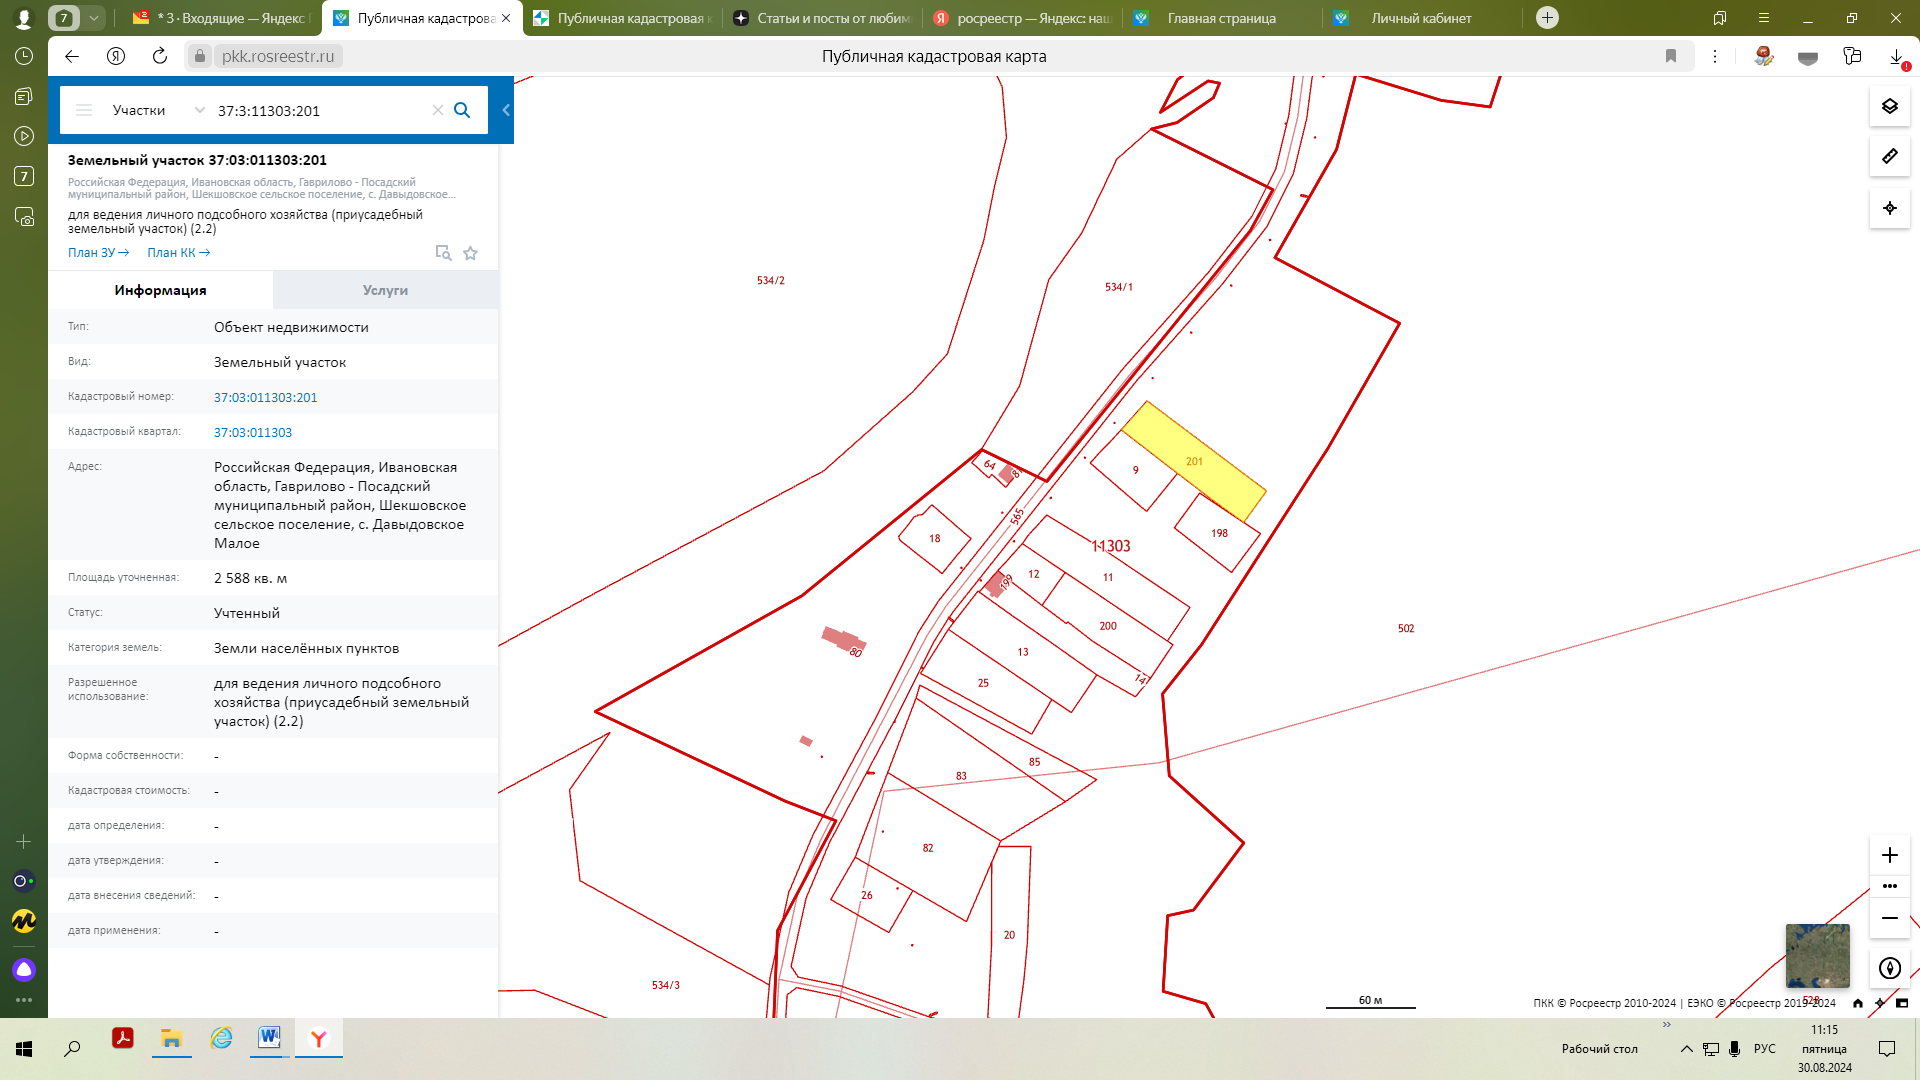 7
* 3 · Входящие — Яндекс
Публичная кадастрова
Публичная кадастровая
Статьи и посты от любим
росреестр — Яндекс: наш
Главная страница
Личный кабинет
pkk.rosreestr.ru
Публичная кадастровая карта
7
Участки
37:3:11303:201
Земельный участок 37:03:011303:201
Российская Федерация, Ивановская область, Гаврилово - Посадский
муниципальный район, Шекшовское сельское поселение, с. Давыдовское...
для ведения личного подсобного хозяйства (приусадебный
земельный участок) (2.2)
План ЗУ →
План КК →
Информация
Услуги
Тип:
Объект недвижимости
Вид:
Земельный участок
Кадастровый номер:
37:03:011303:201
Кадастровый квартал:
37:03:011303
Адрес:
Российская Федерация, Ивановская
область, Гаврилово - Посадский
муниципальный район, Шекшовское
сельское поселение, с. Давыдовское
Малое
Площадь уточненная:
2 588 кв. м
Статус:
Учтенный
Категория земель:
Земли населённых пунктов
Разрешенное
использование:
для ведения личного подсобного
хозяйства (приусадебный земельный
участок) (2.2)
Форма собственности:
-
Кадастровая стоимость:
-
дата определения:
-
дата утверждения:
-
дата внесения сведений:
-
дата применения:
-
534/2
534/1
64
8
9
201
198
565
18
11303
199
12
11
200
13
14
25
80
502
85
83
82
26
20
534/3
528
60 м
ПКК © Росреестр 2010-2024 | ЕЭКО © Росреестр 2019-2024
Рабочий стол
РУС
11:15
пятница
30.08.2024